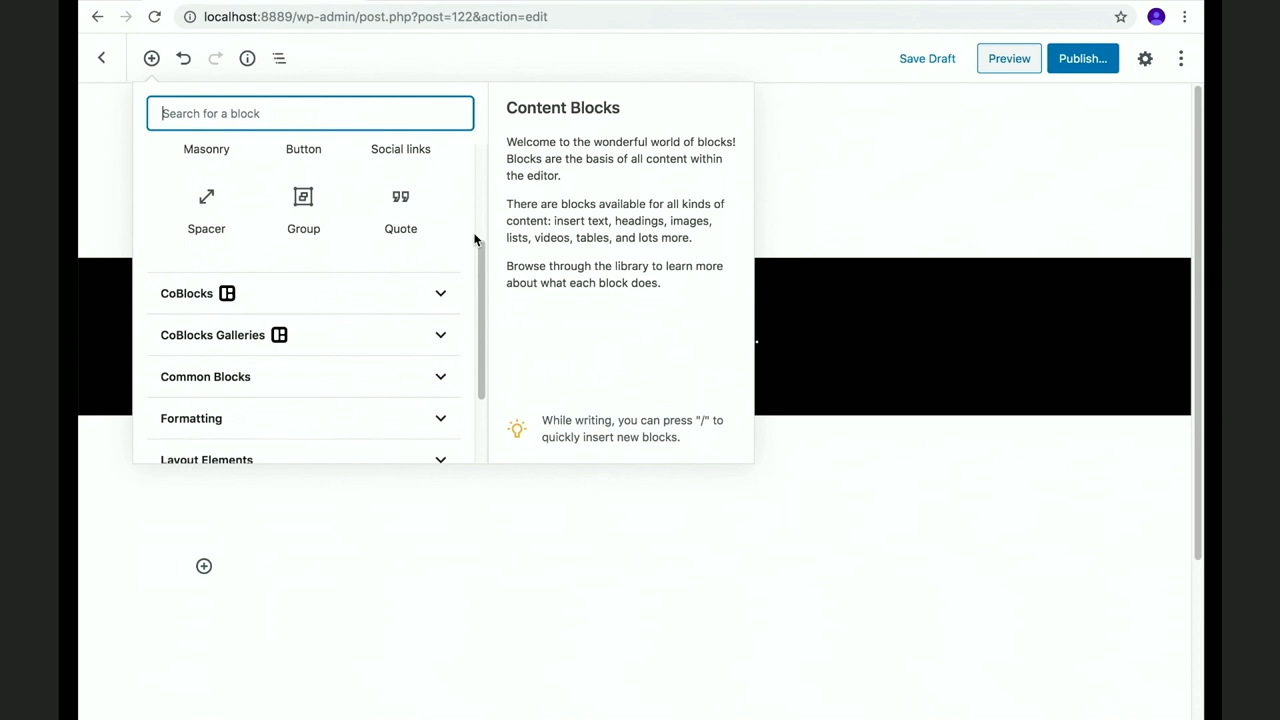 localhost:8889/wp-admin/post.php?post=122&action=edit
Save Draft
Preview
Publish...
Search for a block
Masonry
Button
Social links
Spacer
Group
Quote
CoBlocks
CoBlocks Galleries
Common Blocks
Formatting
Layout Elements
Content Blocks
Welcome to the wonderful world of blocks!
Blocks are the basis of all content within
the editor.
There are blocks available for all kinds of
content: insert text, headings, images,
lists, videos, tables, and lots more.
Browse through the library to learn more
about what each block does.
While writing, you can press "/" to
quickly insert new blocks.
.